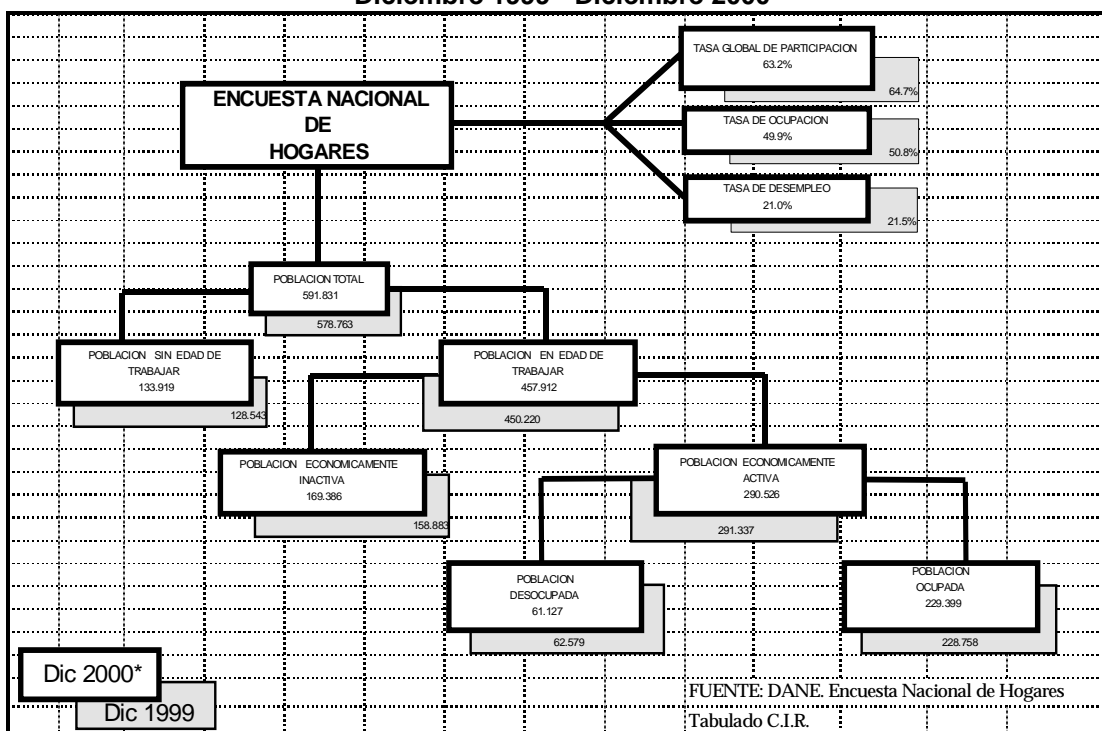 TASA GLOBAL DE PARTICIPACION
63.2%
64.7%
ENCUESTA NACIONAL
DE
HOGARES
TASA DE OCUPACION
49.9%
50.8%
TASA DE DESEMPLEO
21.0%
21.5%
POBLACION TOTAL
591.831
578.763
POBLACION SIN EDAD DE
TRABAJAR
133.919
128.543
POBLACION EN EDAD DE
TRABAJAR
457.912
450.220
POBLACION ECONOMICAMENTE
INACTIVA
169.386
158.883
POBLACION ECONOMICAMENTE
ACTIVA
290.526
291.337
POBLACION
DESOCUPADA
61.127
62.579
POBLACION
OCUPADA
229.399
228.758
Dic 2000*
Dic 1999
FUENTE: DANE. Encuesta Nacional de Hogares
Tabulado C.I.R.